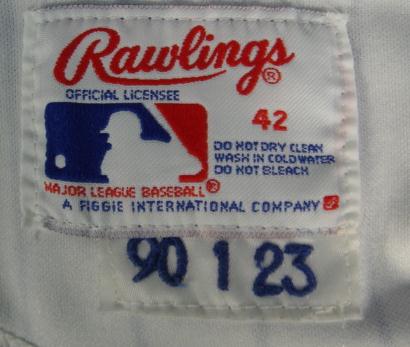 Rawlings®
OFFICIAL LICENSEE
42
DO NOT DRY CLEAN
WASH IN COLD WATER
DO NOT BLEACH
MAJOR LEAGUE BASEBALL®
A FIGGIE INTERNATIONAL COMPANY
90 1 23